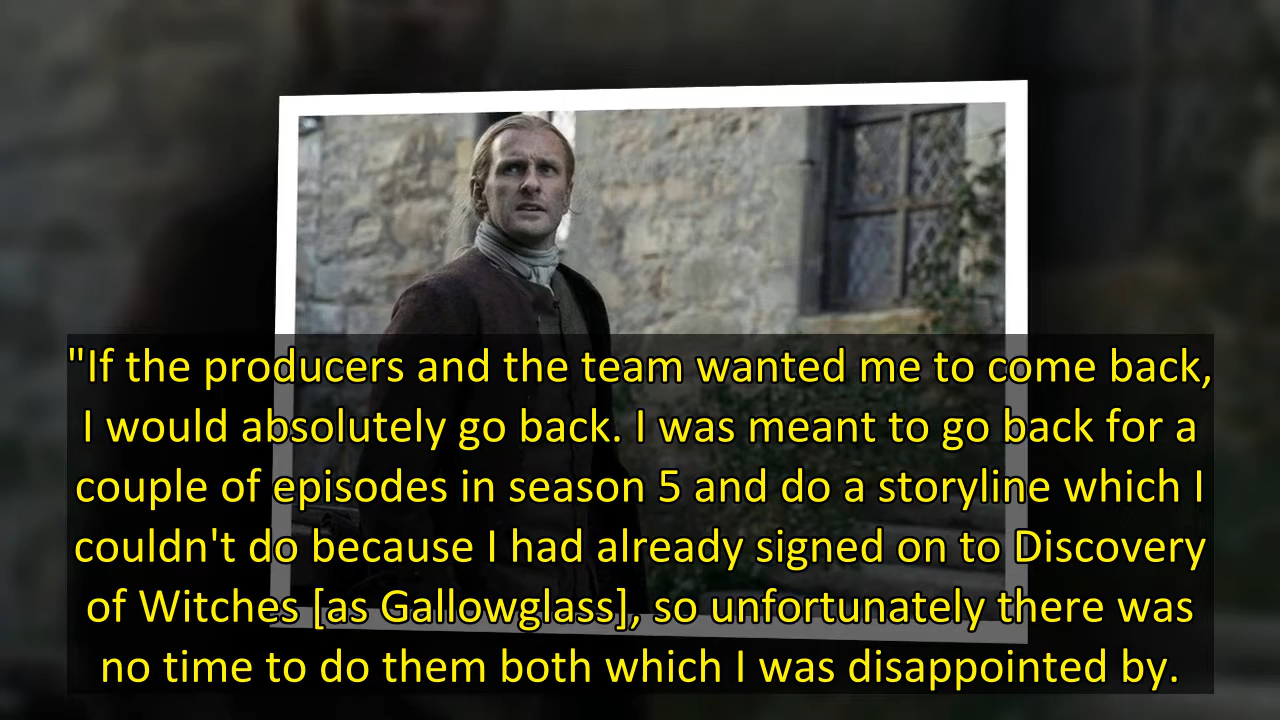 "If the producers and the team wanted me to come back,
I would absolutely go back. I was meant to go back for a
couple of episodes in season 5 and do a storyline which I
couldn't do because I had already signed on to Discovery
of Witches [as Gallowglass], so unfortunately there was
no time to do them both which I was disappointed by.